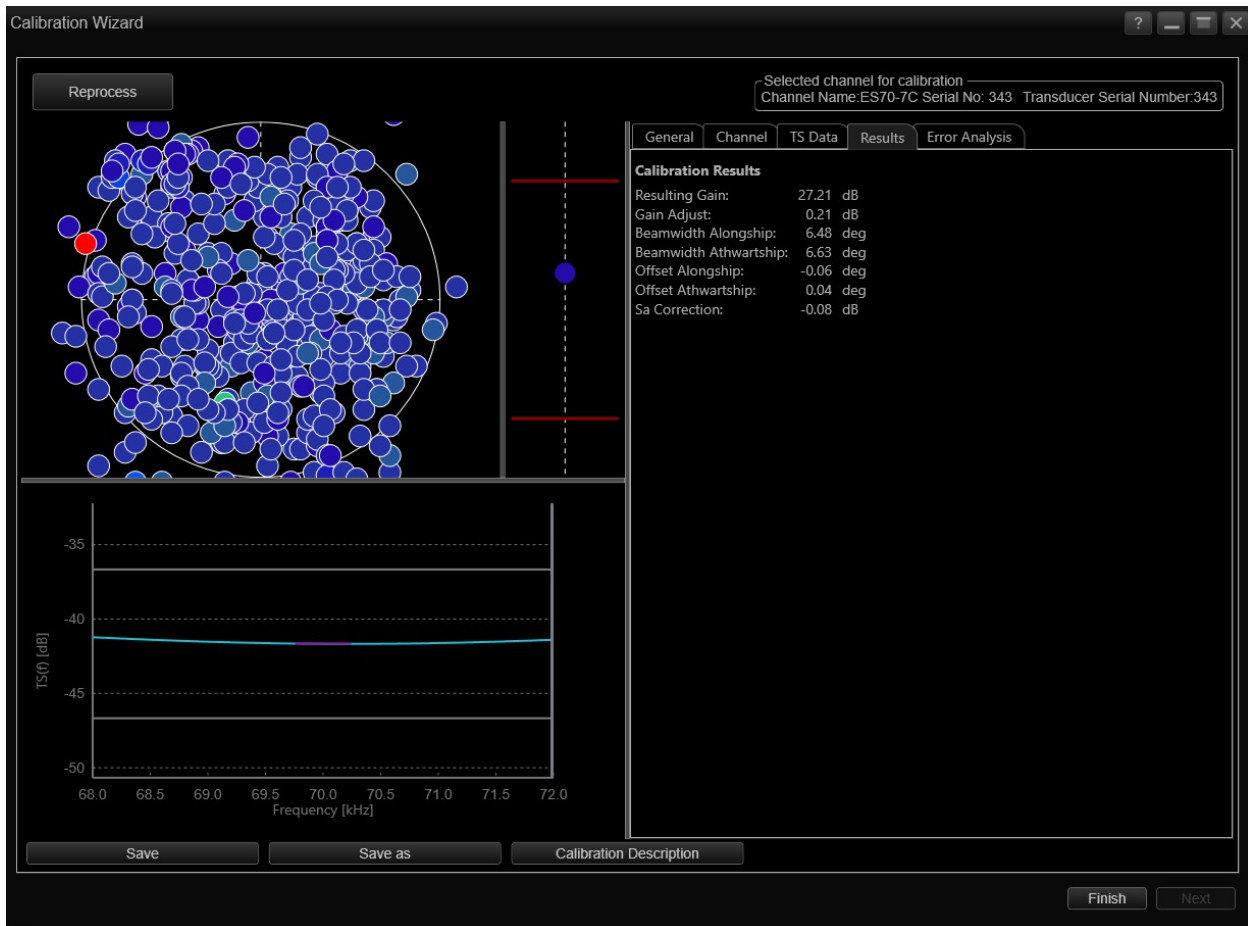 Calibration Wizard
?
Reprocess
Selected channel for calibration
Channel Name:ES70-7C Serial No: 343 Transducer Serial Number:343
General Channel TS Data Results Error Analysis
Calibration Results
Resulting Gain: 27.21 dB
Gain Adjust: 0.21 dB
Beamwidth Alongship: 6.48 deg
Beamwidth Athwartship: 6.63 deg
Offset Alongship: -0.06 deg
Offset Athwartship: 0.04 deg
Sa Correction: -0.08 dB
-35
-40
TS(f) [dB]
-45
-50
68.0 68.5 69.0 69.5 70.0 70.5 71.0 71.5 72.0
Frequency [kHz]
Save Save as Calibration Description
Finish Next